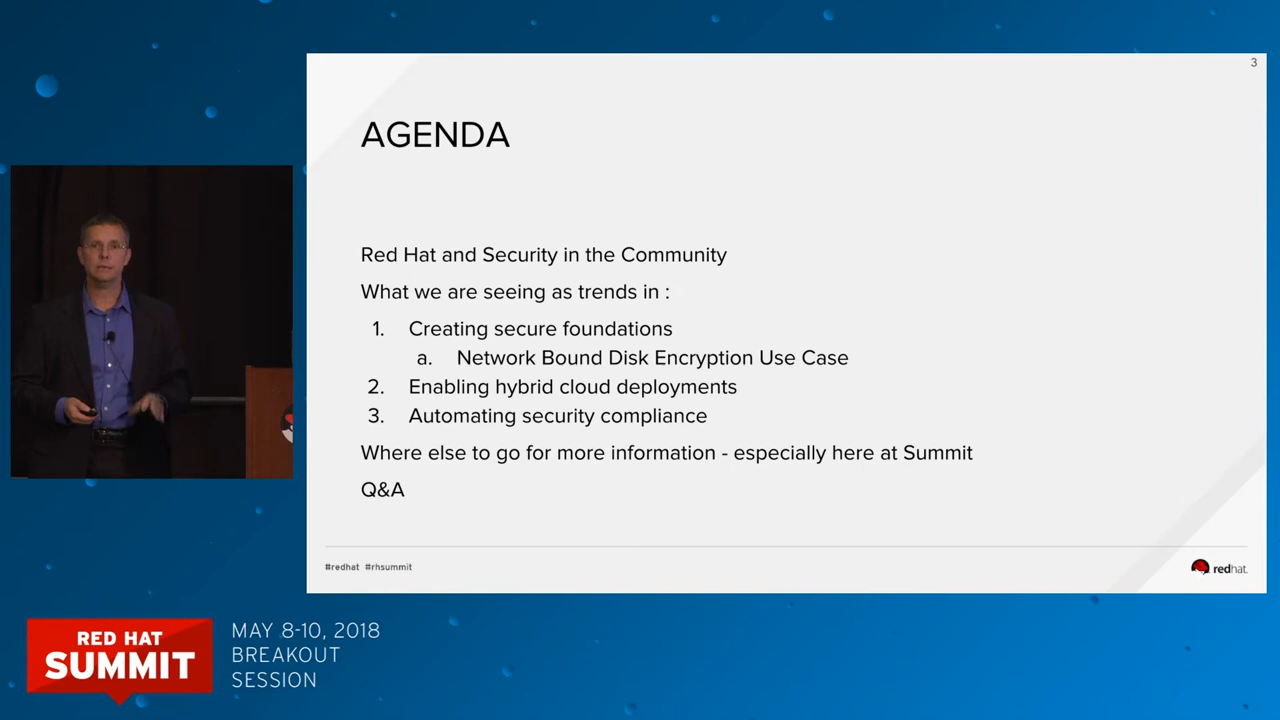 3
AGENDA
Red Hat and Security in the Community
What we are seeing as trends in :
1. Creating secure foundations
a. Network Bound Disk Encryption Use Case
2. Enabling hybrid cloud deployments
3. Automating security compliance
Where else to go for more information - especially here at Summit
Q&A
#redhat #rhsummit
redhat.
RED HAT
SUMMIT
MAY 8-10, 2018
BREAKOUT
SESSION